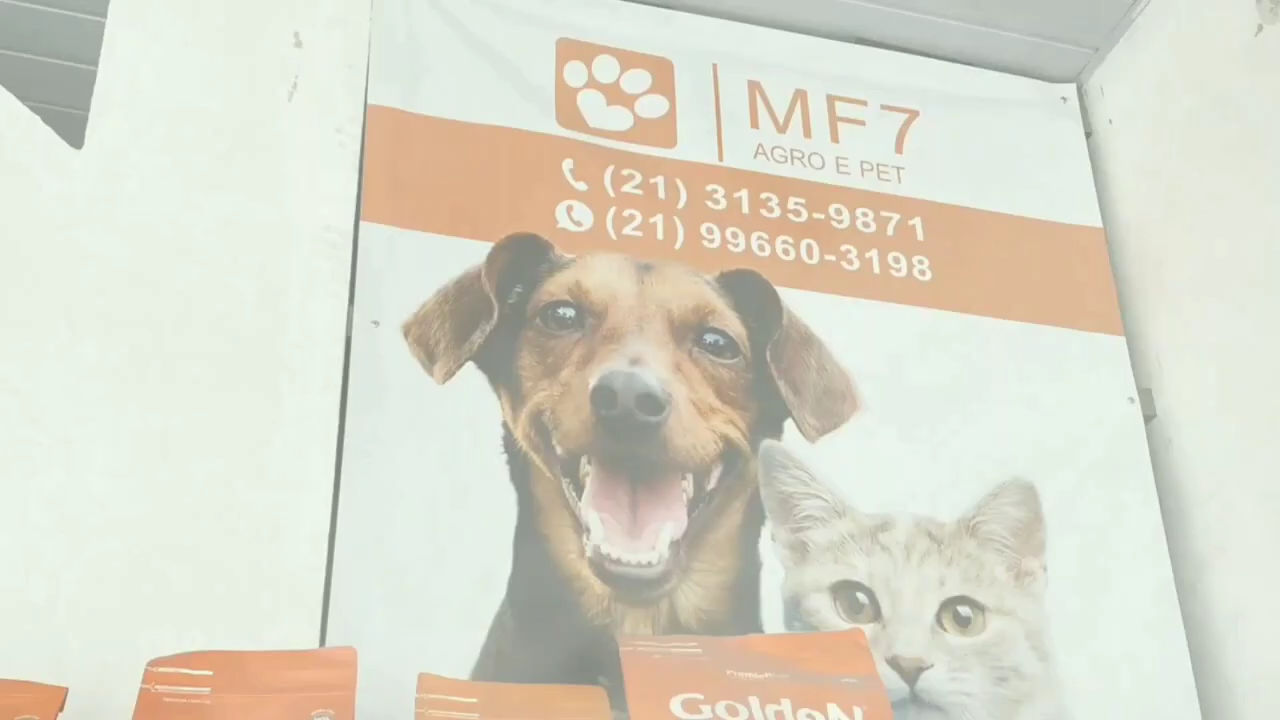 MF7
AGRO E PET
(21) 3135-9871
(21) 99660-3198
GoldeN